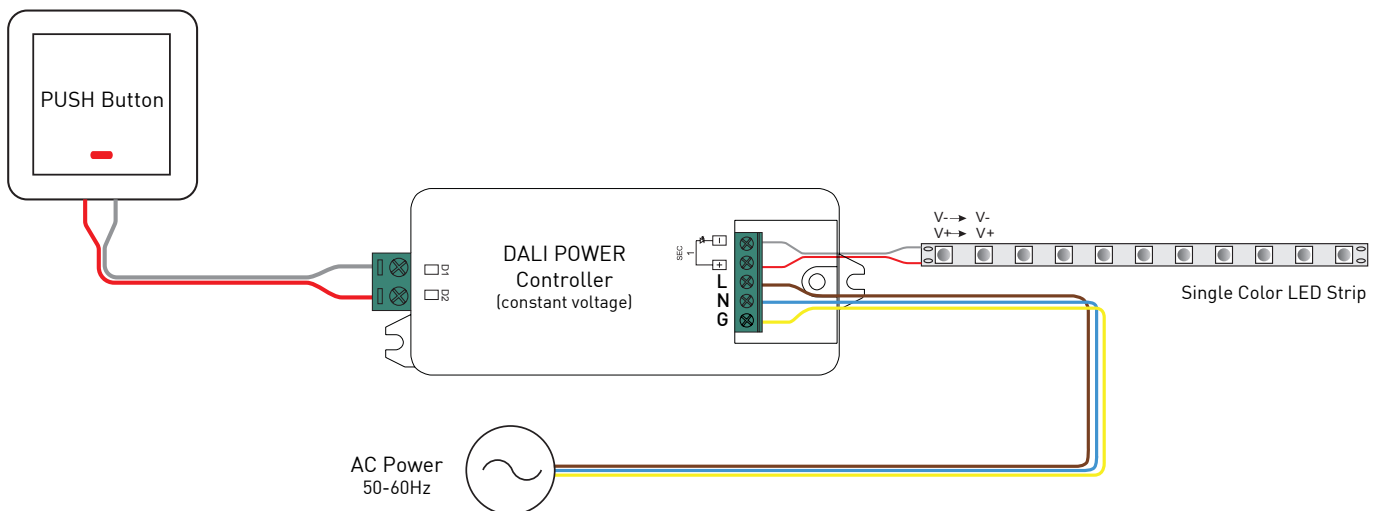 PUSH Button
DALI POWER
Controller
(constant voltage)
D1
D2
SEC
1
−
+
L
N
G
V- V-
V+ V+
Single Color LED Strip
AC Power
50-60Hz